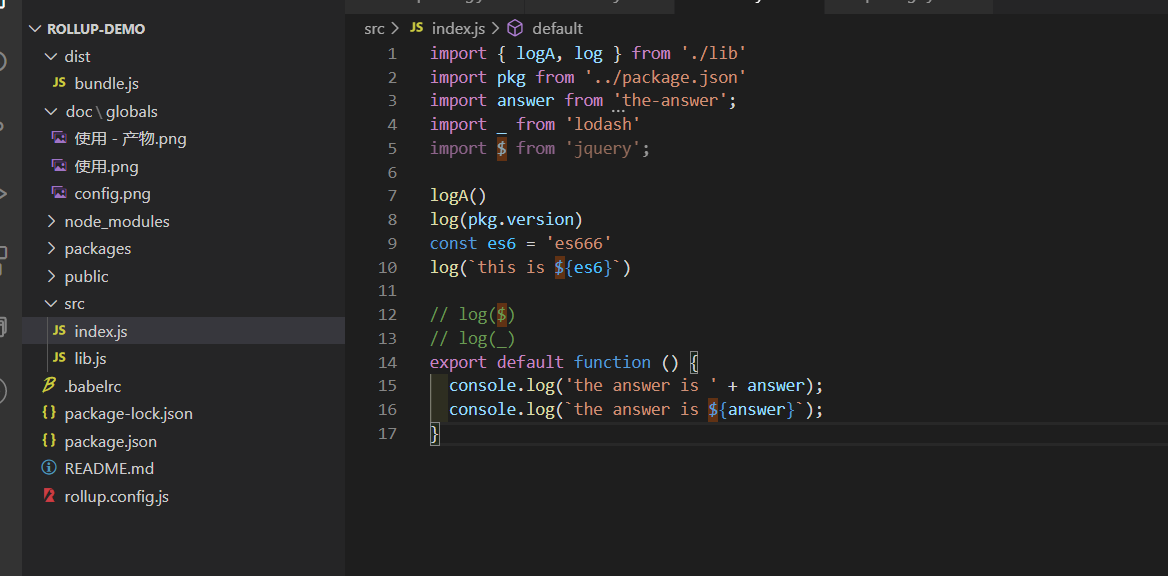 ROLLUP-DEMO
dist
JS bundle.js
doc \ globals
使用 - 产物.png
使用.png
config.png
node_modules
packages
public
src
JS index.js
JS lib.js
.babelrc
{} package-lock.json
{} package.json
README.md
rollup.config.js
src > JS index.js > default
1 import { logA, log } from './lib'
2 import pkg from '../package.json'
3 import answer from 'the-answer';
4 import _ from 'lodash'
5 import $ from 'jquery';
6
7 logA()
8 log(pkg.version)
9 const es6 = 'es666'
10 log(`this is ${es6}`)
11
12 // log($)
13 // log(_)
14 export default function () {
15 console.log('the answer is ' + answer);
16 console.log(`the answer is ${answer}`);
17 }